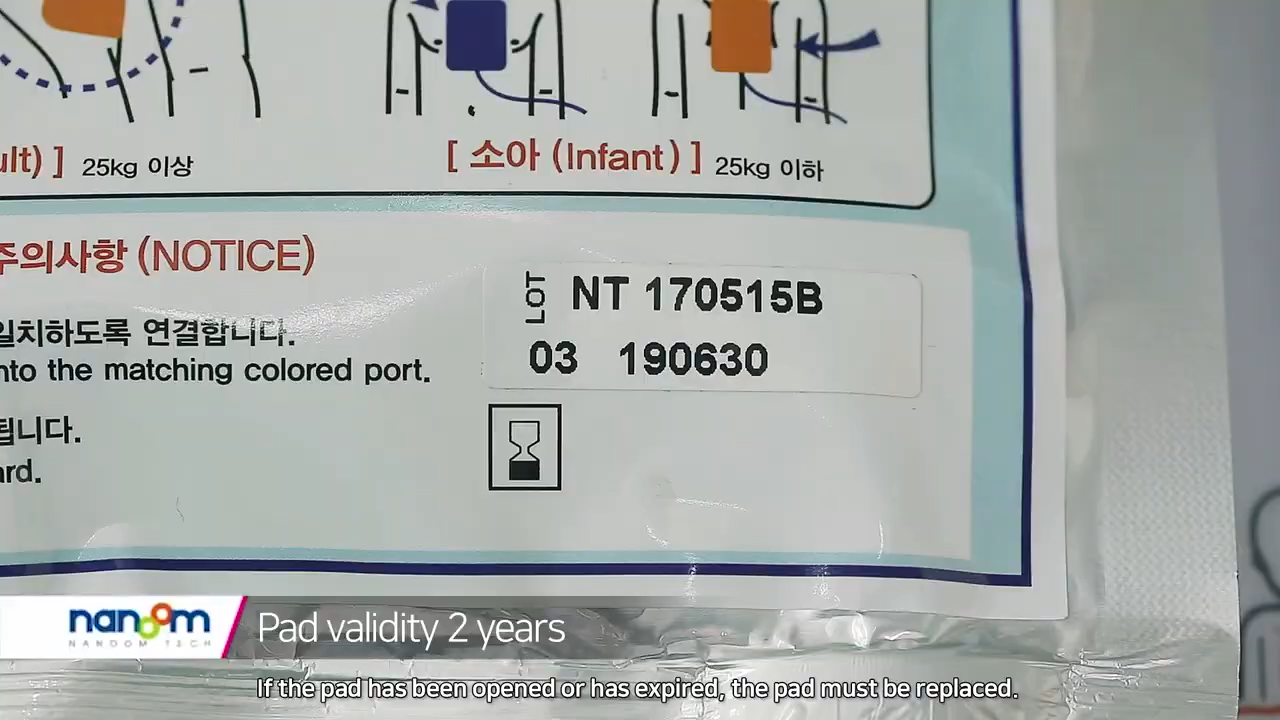 ult) ] 25kg 이상
[ 소아 (Infant) ] 25kg 이하
주의사항 (NOTICE)
일치하도록 연결합니다.
nto the matching colored port.
됩니다.
ard.
LOT NT 170515B
03 190630
nanoom
NANOOM TECH
Pad validity 2 years
If the pad has been opened or has expired, the pad must be replaced.